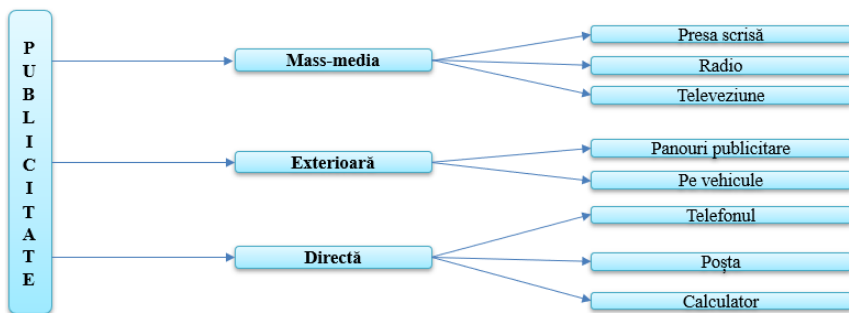 PUBLICITATE
Mass-media
Presa scrisă
Radio
Televeziune
Exterioară
Panouri publicitare
Pe vehicule
Directă
Telefonul
Poșta
Calculator